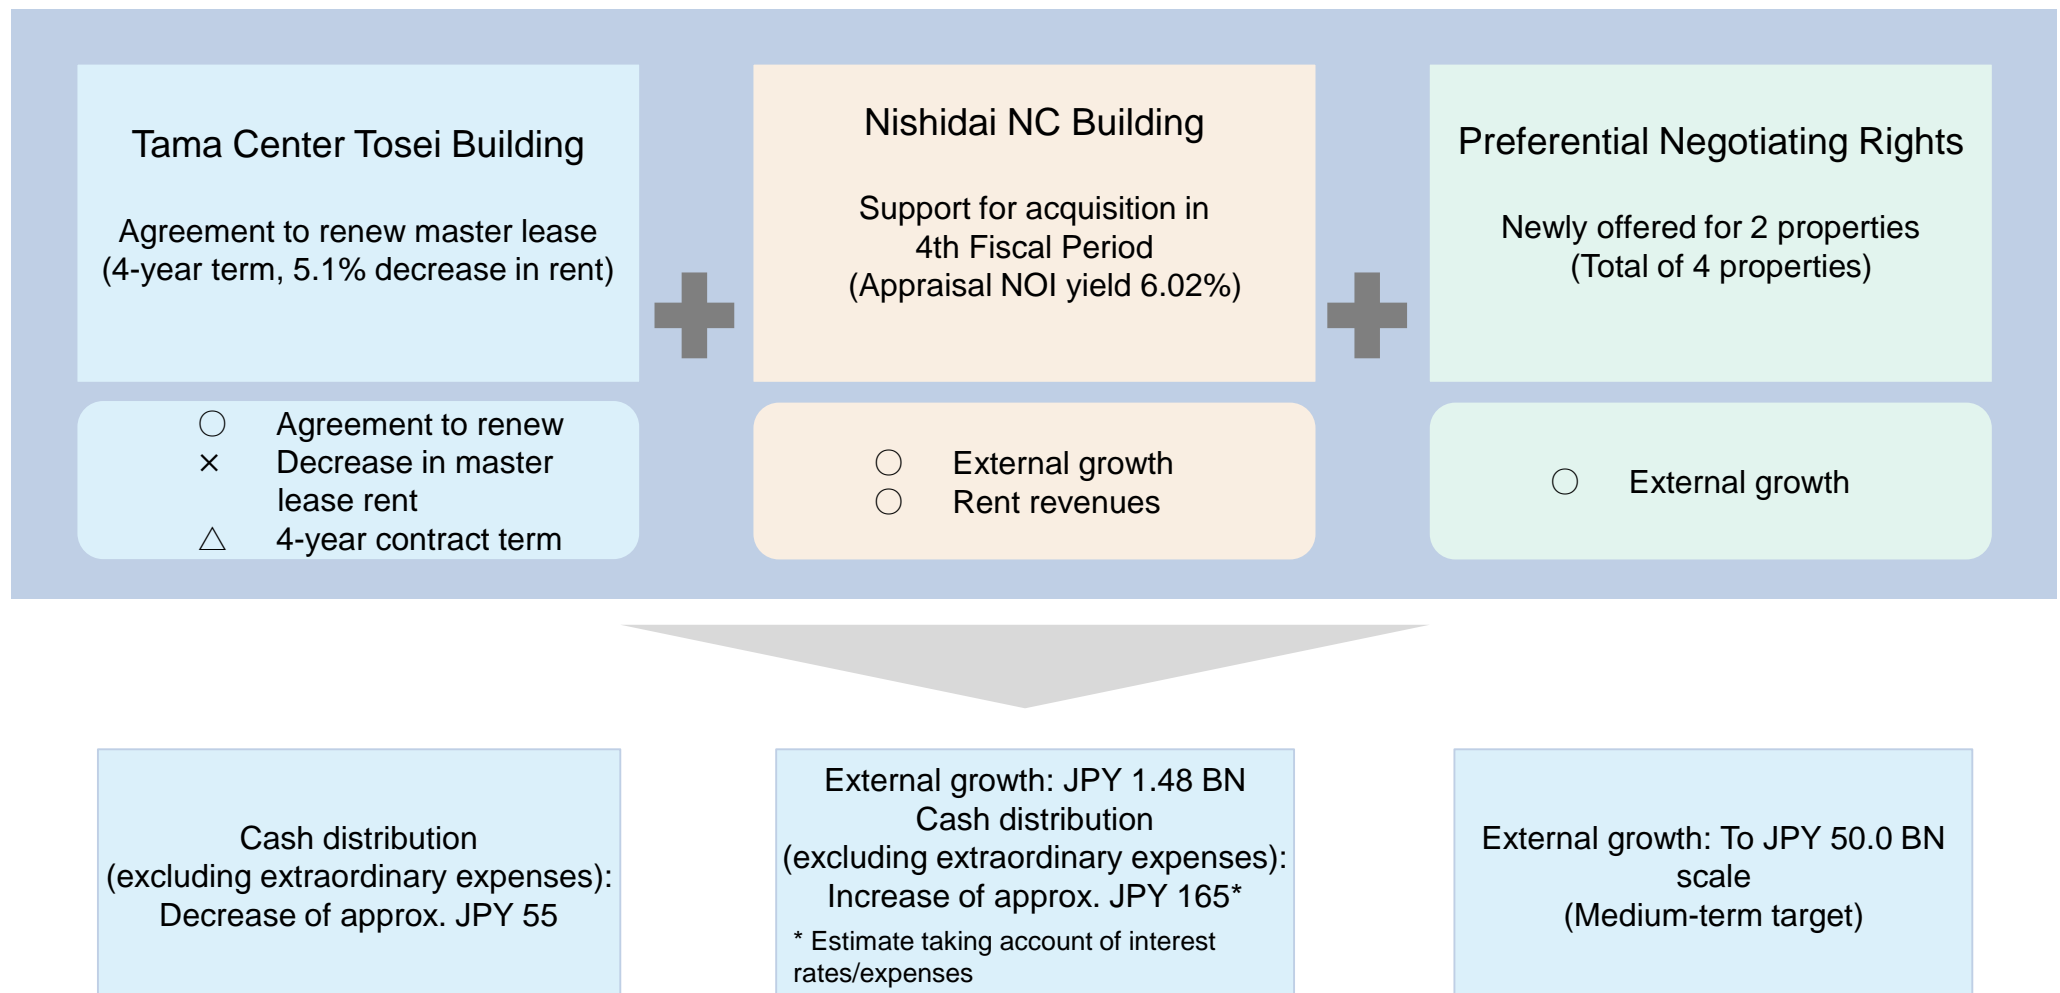 Tama Center Tosei Building
Agreement to renew master lease
(4-year term, 5.1% decrease in rent)
Nishidai NC Building
Support for acquisition in
4th Fiscal Period
(Appraisal NOI yield 6.02%)
Preferential Negotiating Rights
Newly offered for 2 properties
(Total of 4 properties)
○ Agreement to renew
× Decrease in master
lease rent
△ 4-year contract term
○ External growth
○ Rent revenues
○ External growth
Cash distribution
(excluding extraordinary expenses):
Decrease of approx. JPY 55
External growth: JPY 1.48 BN
Cash distribution
(excluding extraordinary expenses):
Increase of approx. JPY 165*
* Estimate taking account of interest
rates/expenses
External growth: To JPY 50.0 BN
scale
(Medium-term target)